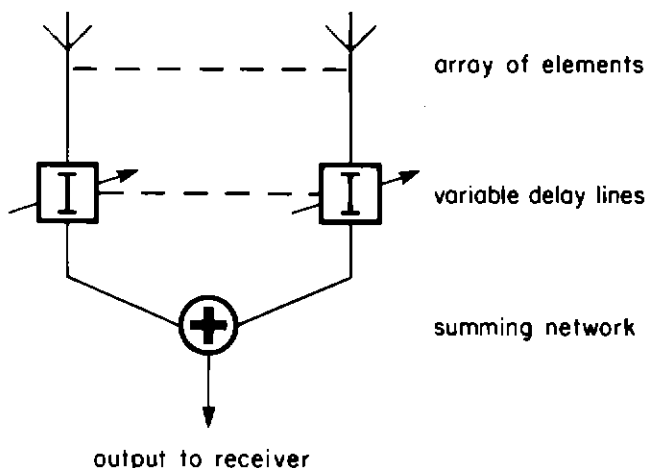 array of elements
I
I
variable delay lines
+
summing network
output to receiver